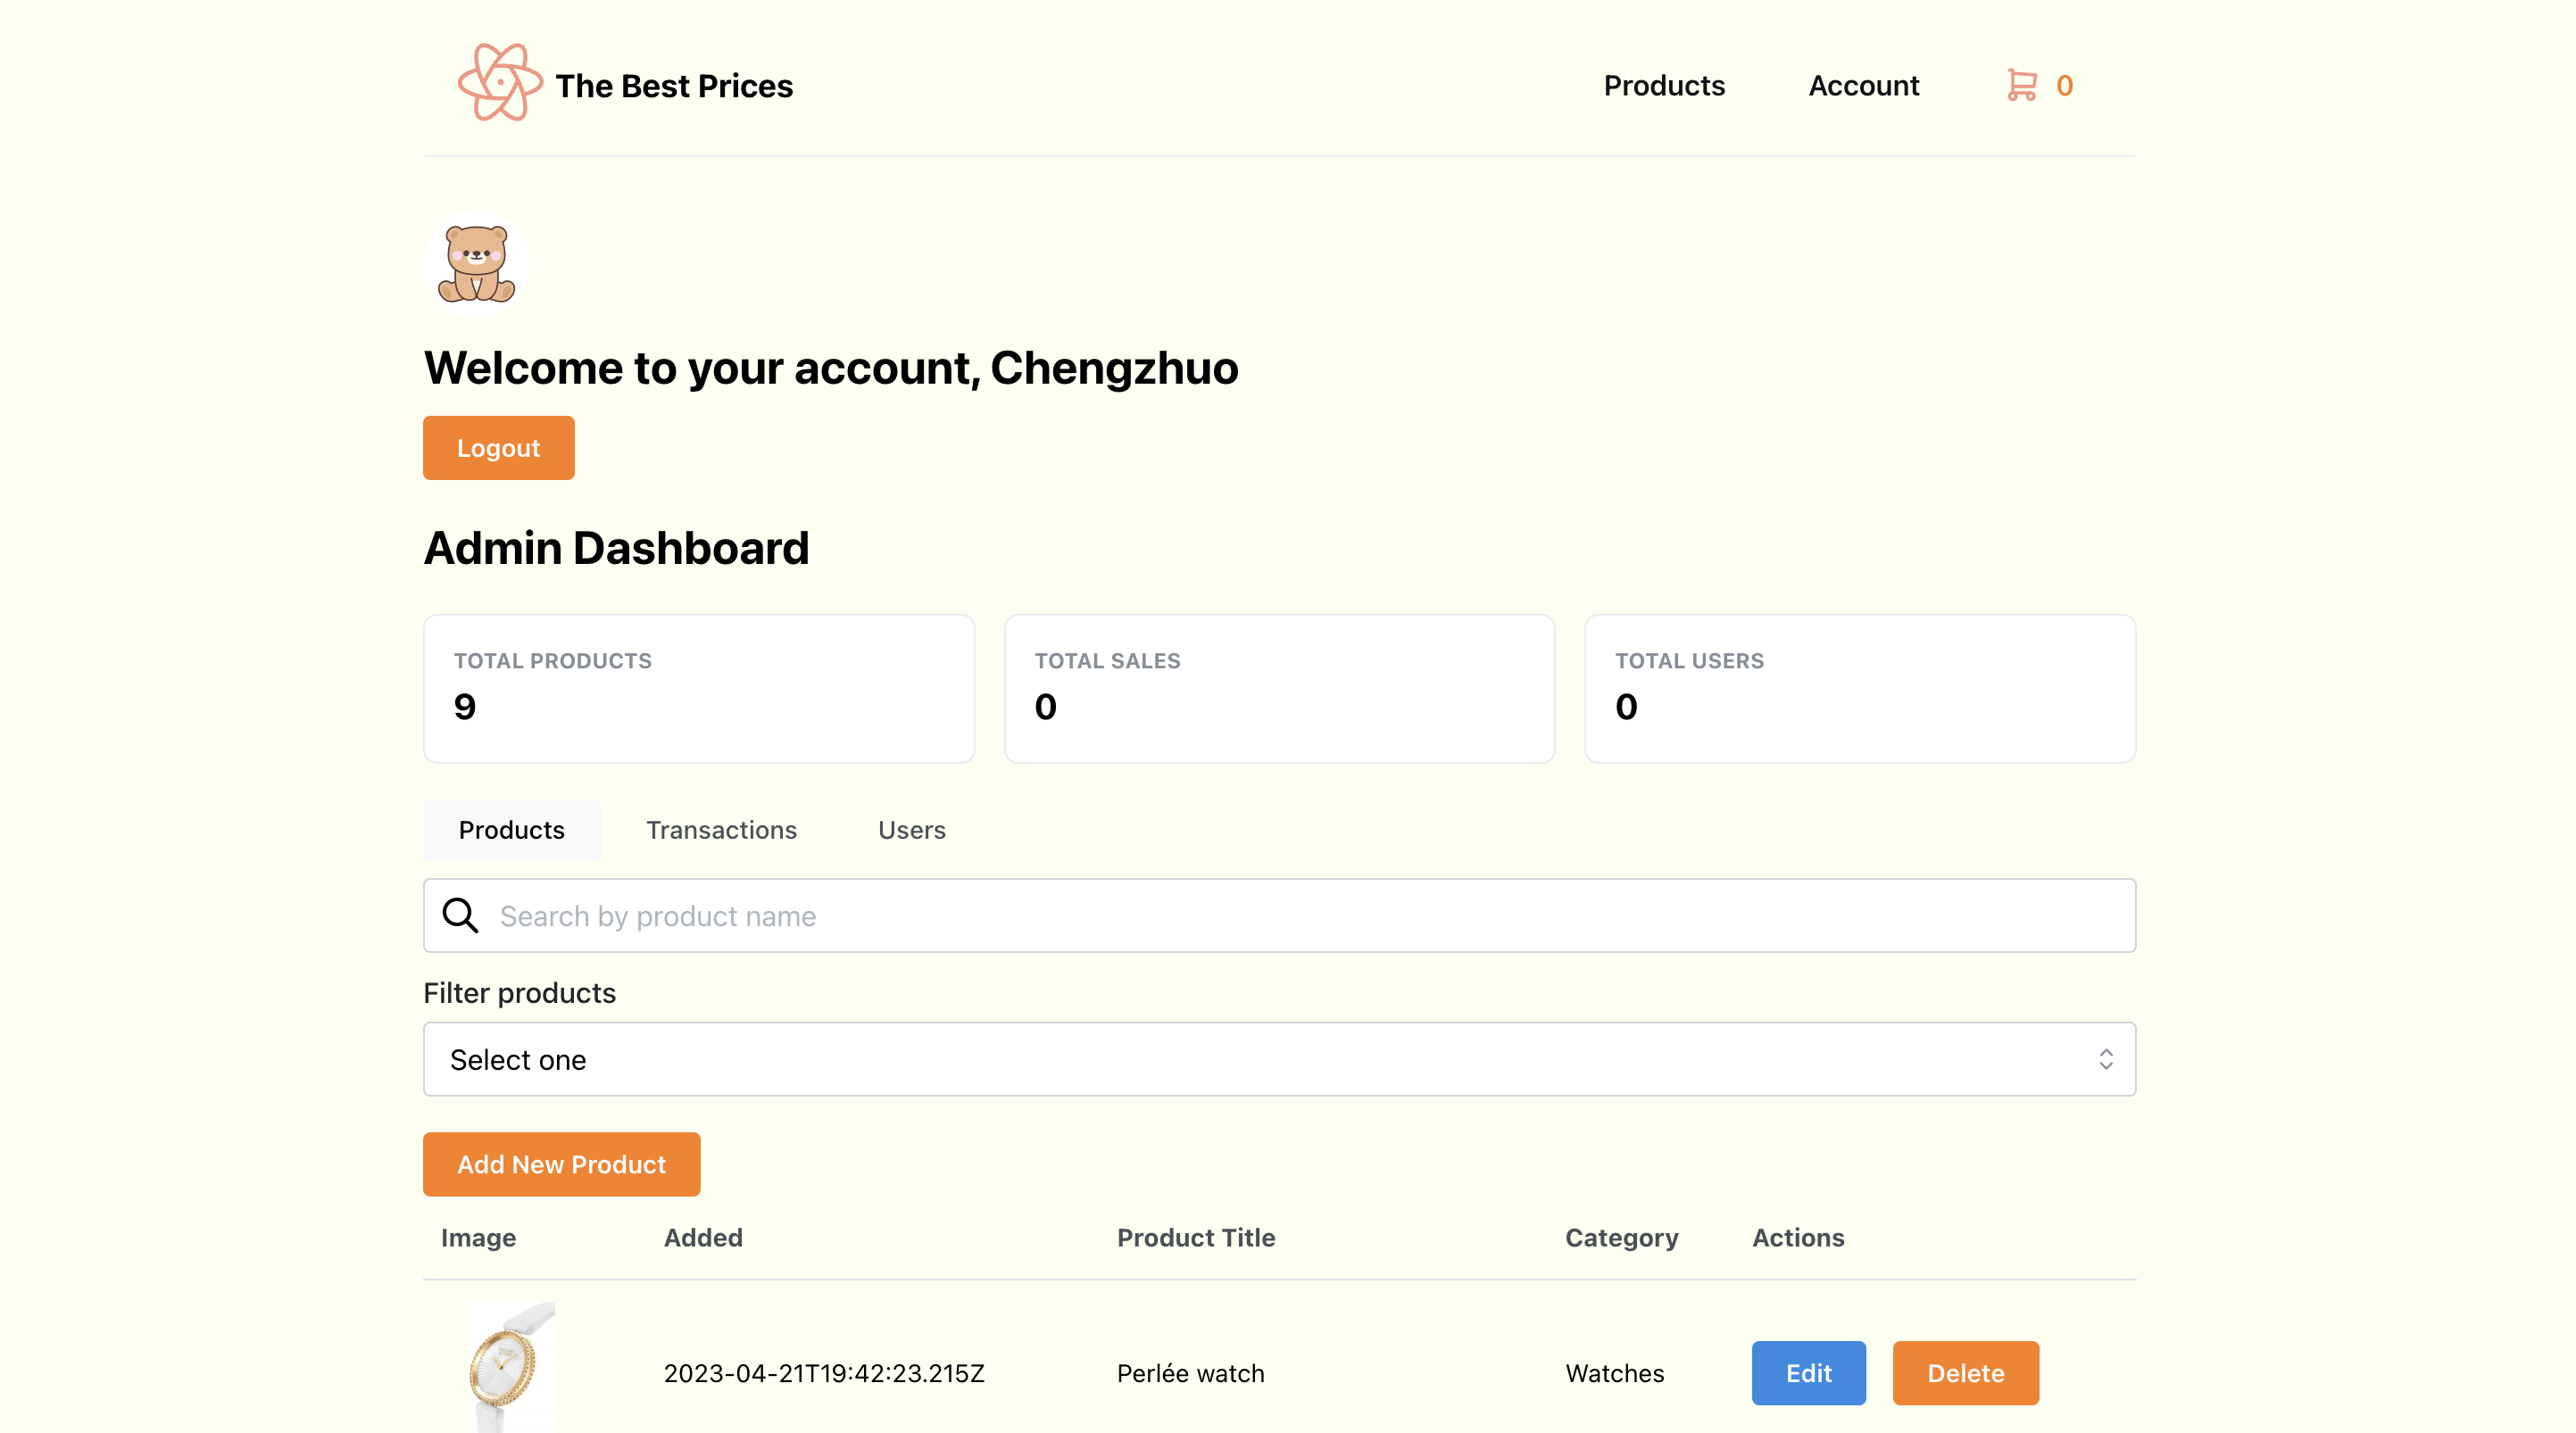 The Best Prices
Products Account 0
Welcome to your account, Chengzhuo
Logout
Admin Dashboard
TOTAL PRODUCTS TOTAL SALES TOTAL USERS
9 0 0
Products Transactions Users
Search by product name
Filter products
Select one
Add New Product
Image Added Product Title Category Actions
2023-04-21T19:42:23.215Z Perlée watch Watches Edit Delete